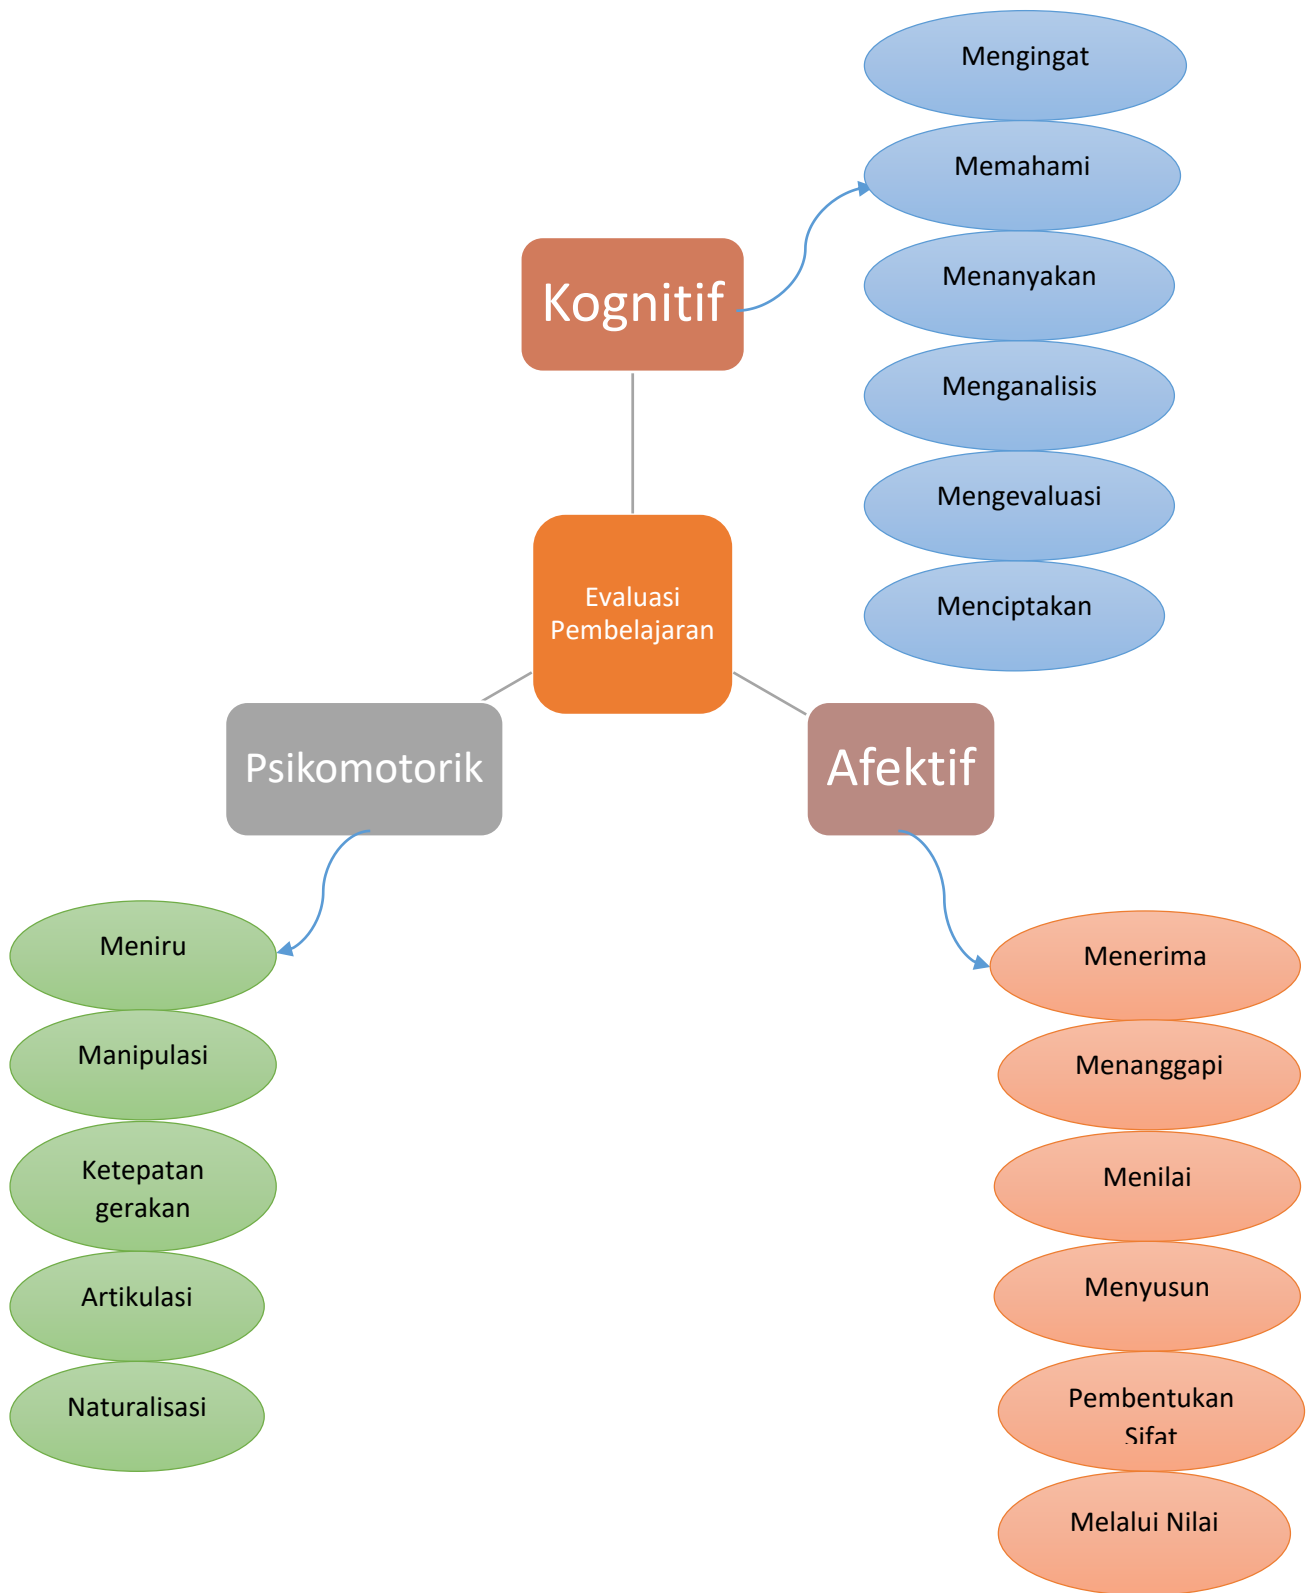 Mengingat
Memahami
Menanyakan
Menganalisis
Mengevaluasi
Menciptakan
Kognitif
Evaluasi
Pembelajaran
Psikomotorik
Afektif
Meniru
Manipulasi
Ketepatan
gerakan
Artikulasi
Naturalisasi
Menerima
Menanggapi
Menilai
Menyusun
Pembentukan
Sifat
Melalui Nilai